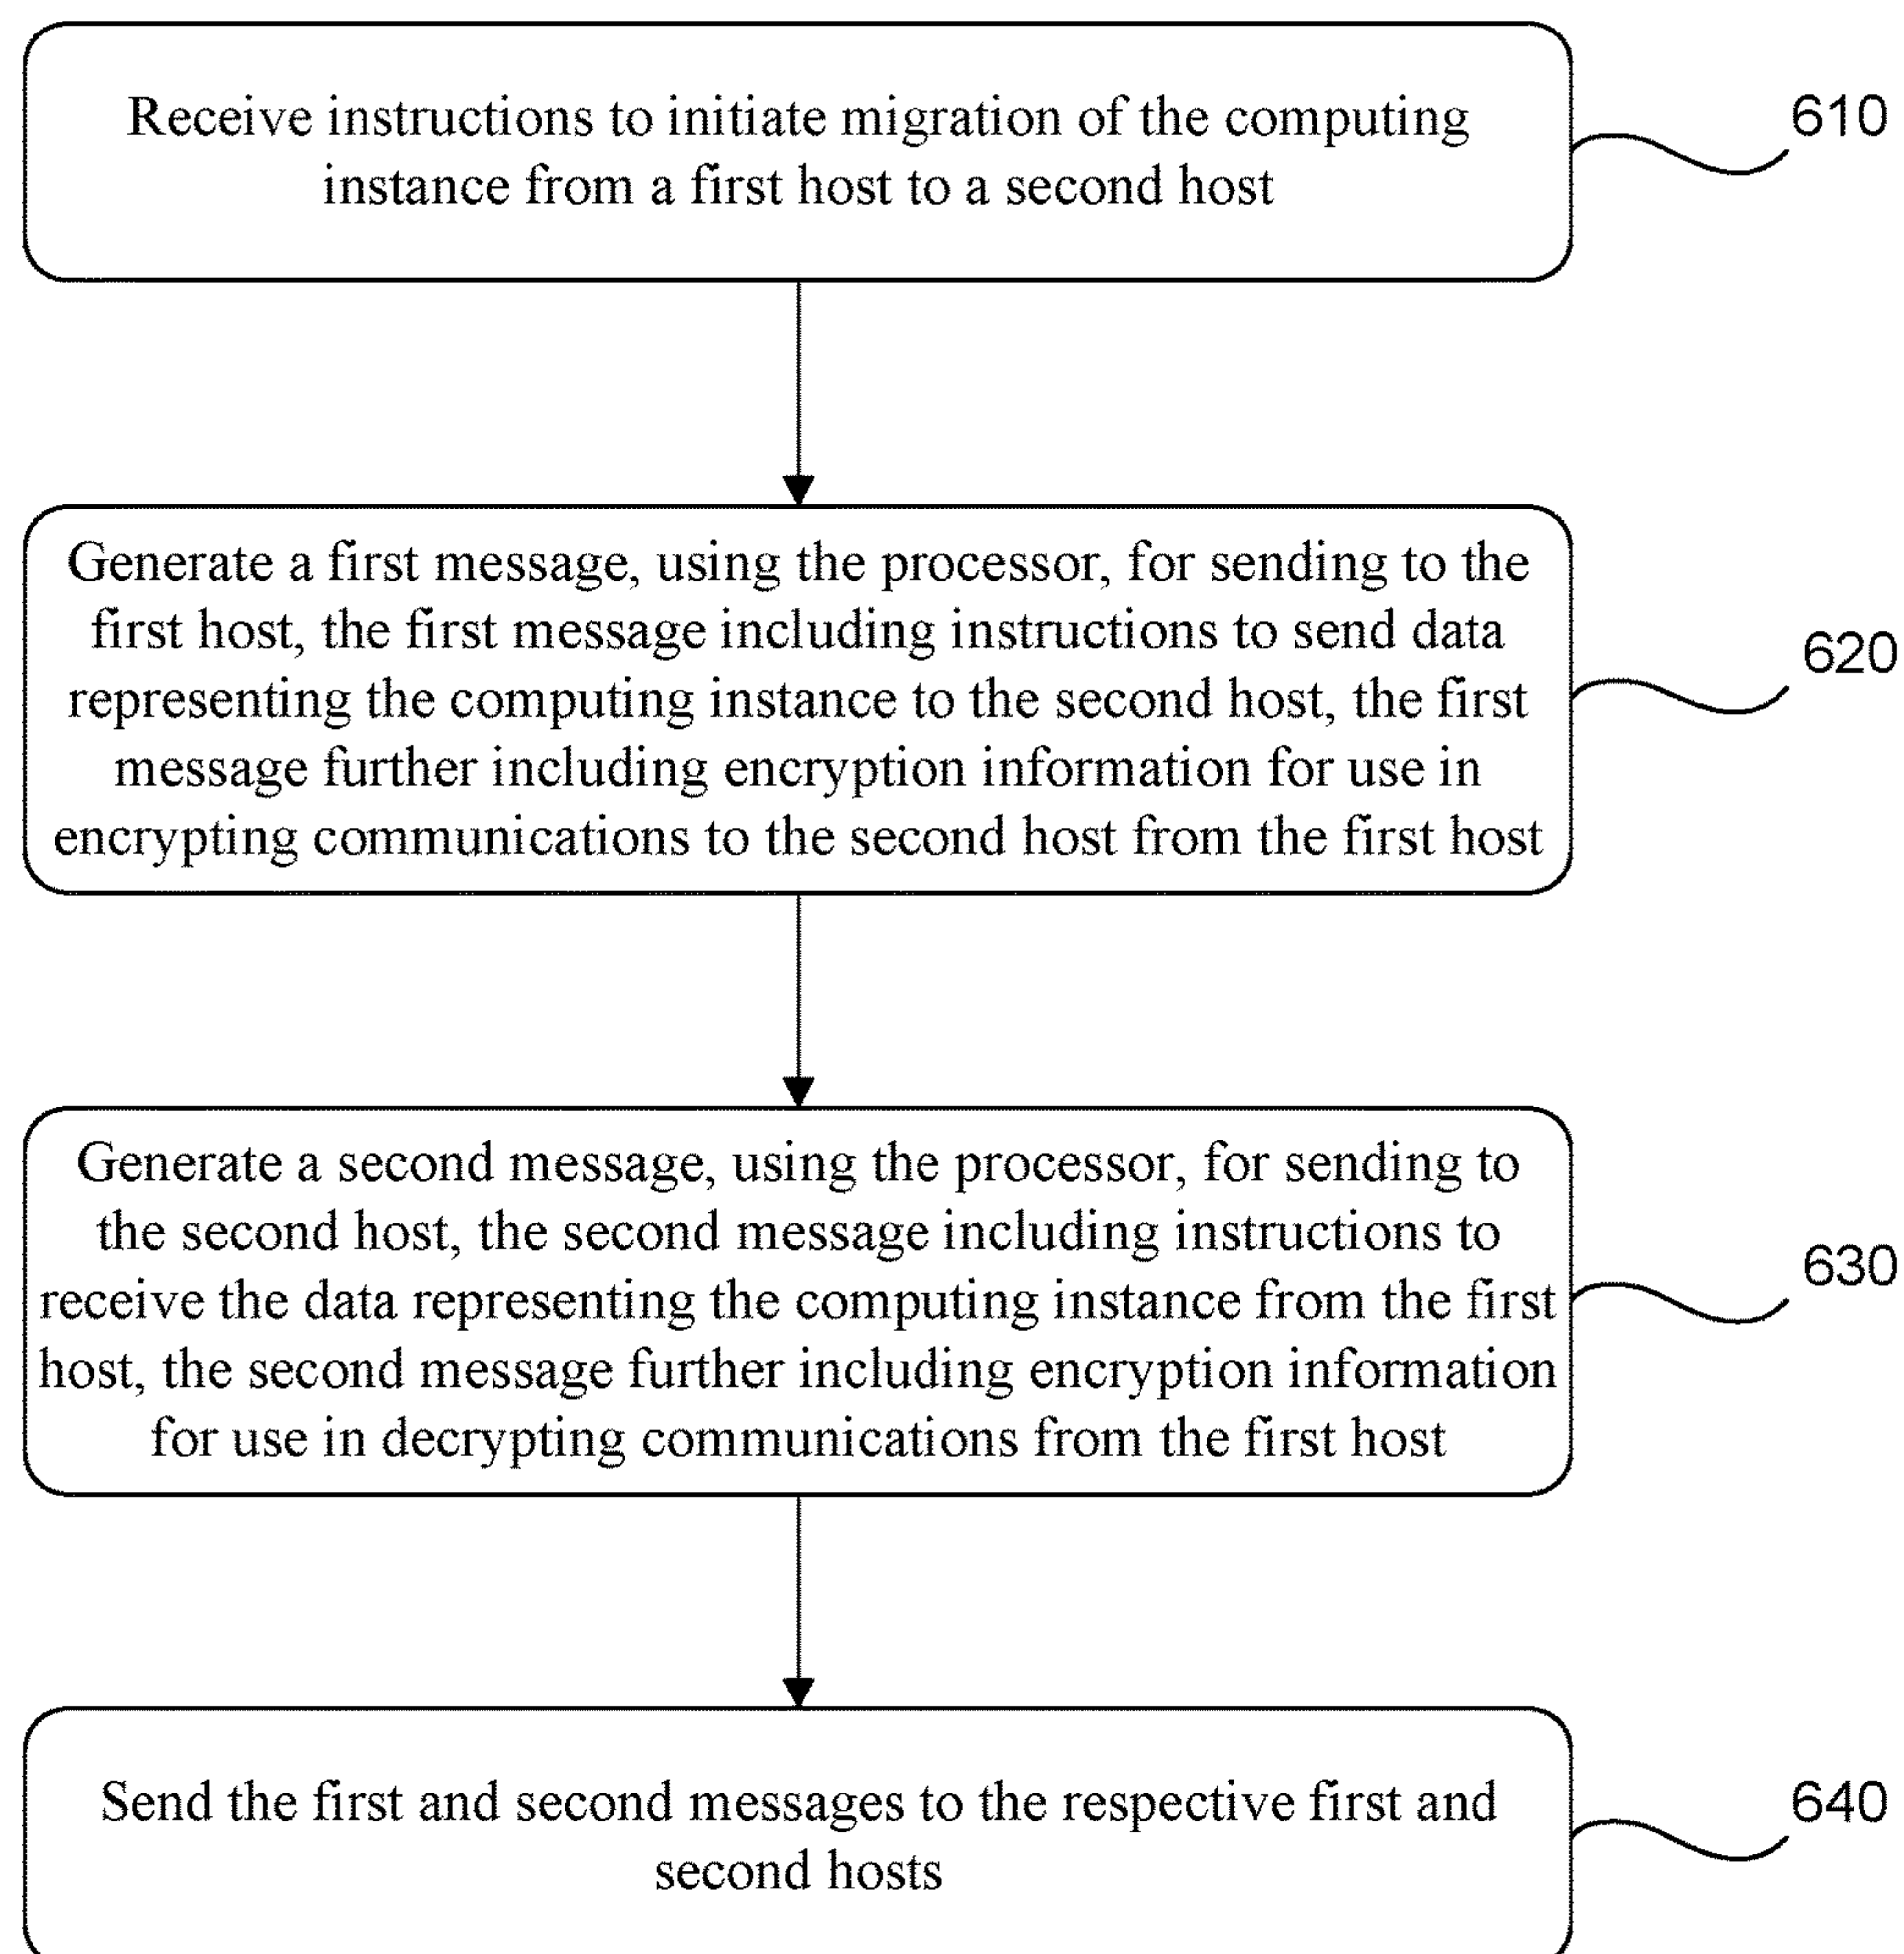 Receive instructions to initiate migration of the computing
instance from a first host to a second host
610
Generate a first message, using the processor, for sending to the
first host, the first message including instructions to send data
representing the computing instance to the second host, the first
message further including encryption information for use in
encrypting communications to the second host from the first host
620
Generate a second message, using the processor, for sending to
the second host, the second message including instructions to
receive the data representing the computing instance from the first
host, the second message further including encryption information
for use in decrypting communications from the first host
630
Send the first and second messages to the respective first and
second hosts
640